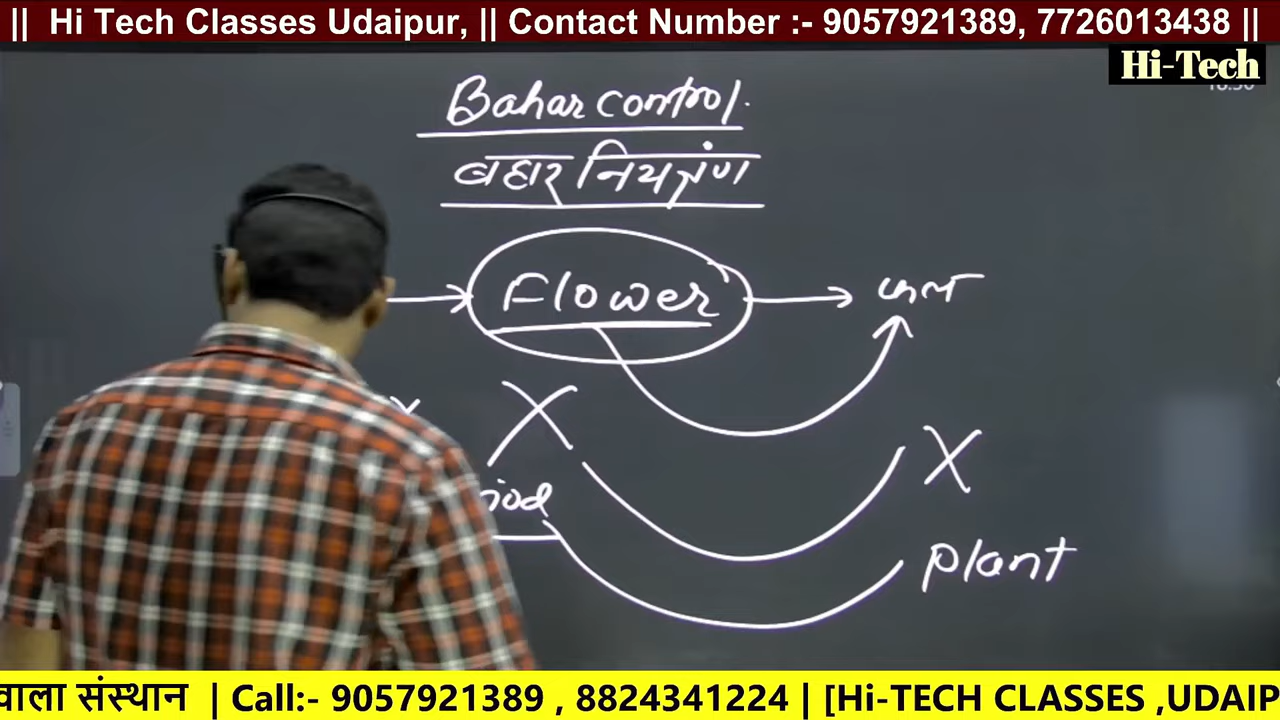 || Hi Tech Classes Udaipur, || Contact Number :- 9057921389, 7726013438 ||
Hi-Tech
Bahar control.
बहार नियंत्रण
Flower
फल
X X
Plant
वाला संस्थान | Call:- 9057921389 , 8824341224 | [Hi-TECH CLASSES ,UDAIP